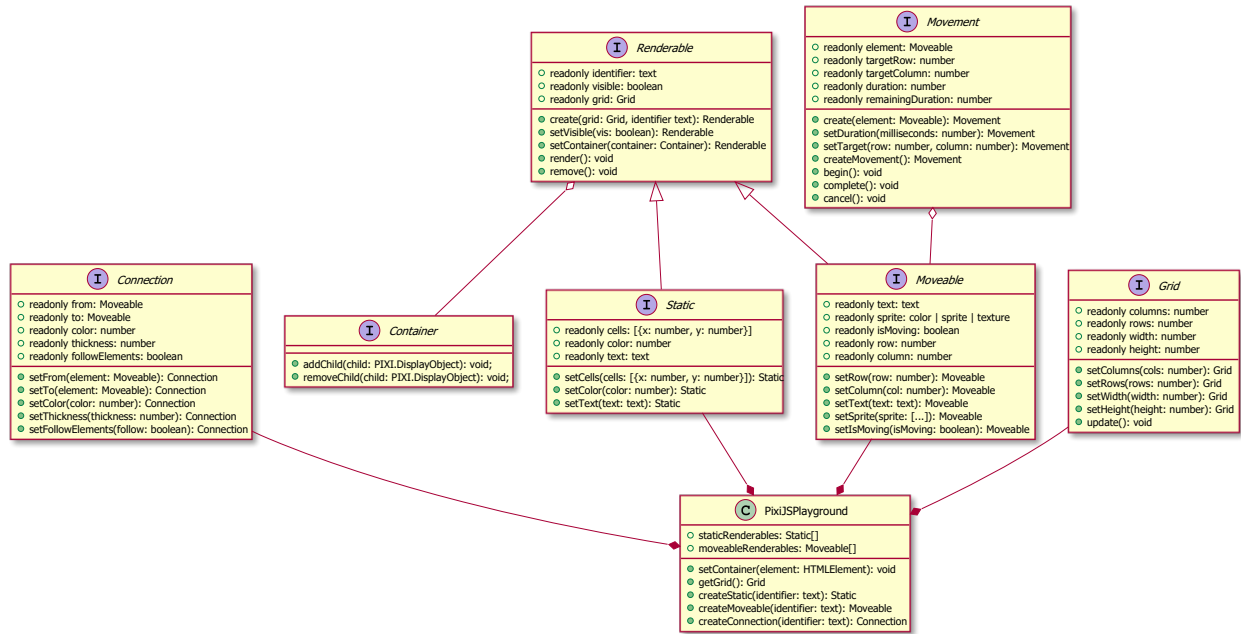 I Renderable
readonly identifier: text
readonly visible: boolean
readonly grid: Grid
create(grid: Grid, identifier text): Renderable
setVisible(vis: boolean): Renderable
setContainer(container: Container): Renderable
render(): void
remove(): void
I Movement
readonly element: Moveable
readonly targetRow: number
readonly targetColumn: number
readonly duration: number
readonly remainingDuration: number
create(element: Moveable): Movement
setDuration(milliseconds: number): Movement
setTarget(row: number, column: number): Movement
createMovement(): Movement
begin(): void
complete(): void
cancel(): void
I Connection
readonly from: Moveable
readonly to: Moveable
readonly color: number
readonly thickness: number
readonly followElements: boolean
setFrom(element: Moveable): Connection
setTo(element: Moveable): Connection
setColor(color: number): Connection
setThickness(thickness: number): Connection
setFollowElements(follow: boolean): Connection
I Container
addChild(child: PIXI.DisplayObject): void;
removeChild(child: PIXI.DisplayObject): void;
I Static
readonly cells: [{x: number, y: number}]
readonly color: number
readonly text: text
setCells(cells: [{x: number, y: number}]): Static
setColor(color: number): Static
setText(text: text): Static
I Moveable
readonly text: text
readonly sprite: color | sprite | texture
readonly isMoving: boolean
readonly row: number
readonly column: number
setRow(row: number): Moveable
setColumn(col: number): Moveable
setText(text: text): Moveable
setSprite(sprite: [...]): Moveable
setIsMoving(isMoving: boolean): Moveable
I Grid
readonly columns: number
readonly rows: number
readonly width: number
readonly height: number
setColumns(cols: number): Grid
setRows(rows: number): Grid
setWidth(width: number): Grid
setHeight(height: number): Grid
update(): void
C PixiJSPlayground
staticRenderables: Static[]
moveableRenderables: Moveable[]
setContainer(element: HTMLElement): void
getGrid(): Grid
createStatic(identifier: text): Static
createMoveable(identifier: text): Moveable
createConnection(identifier: text): Connection